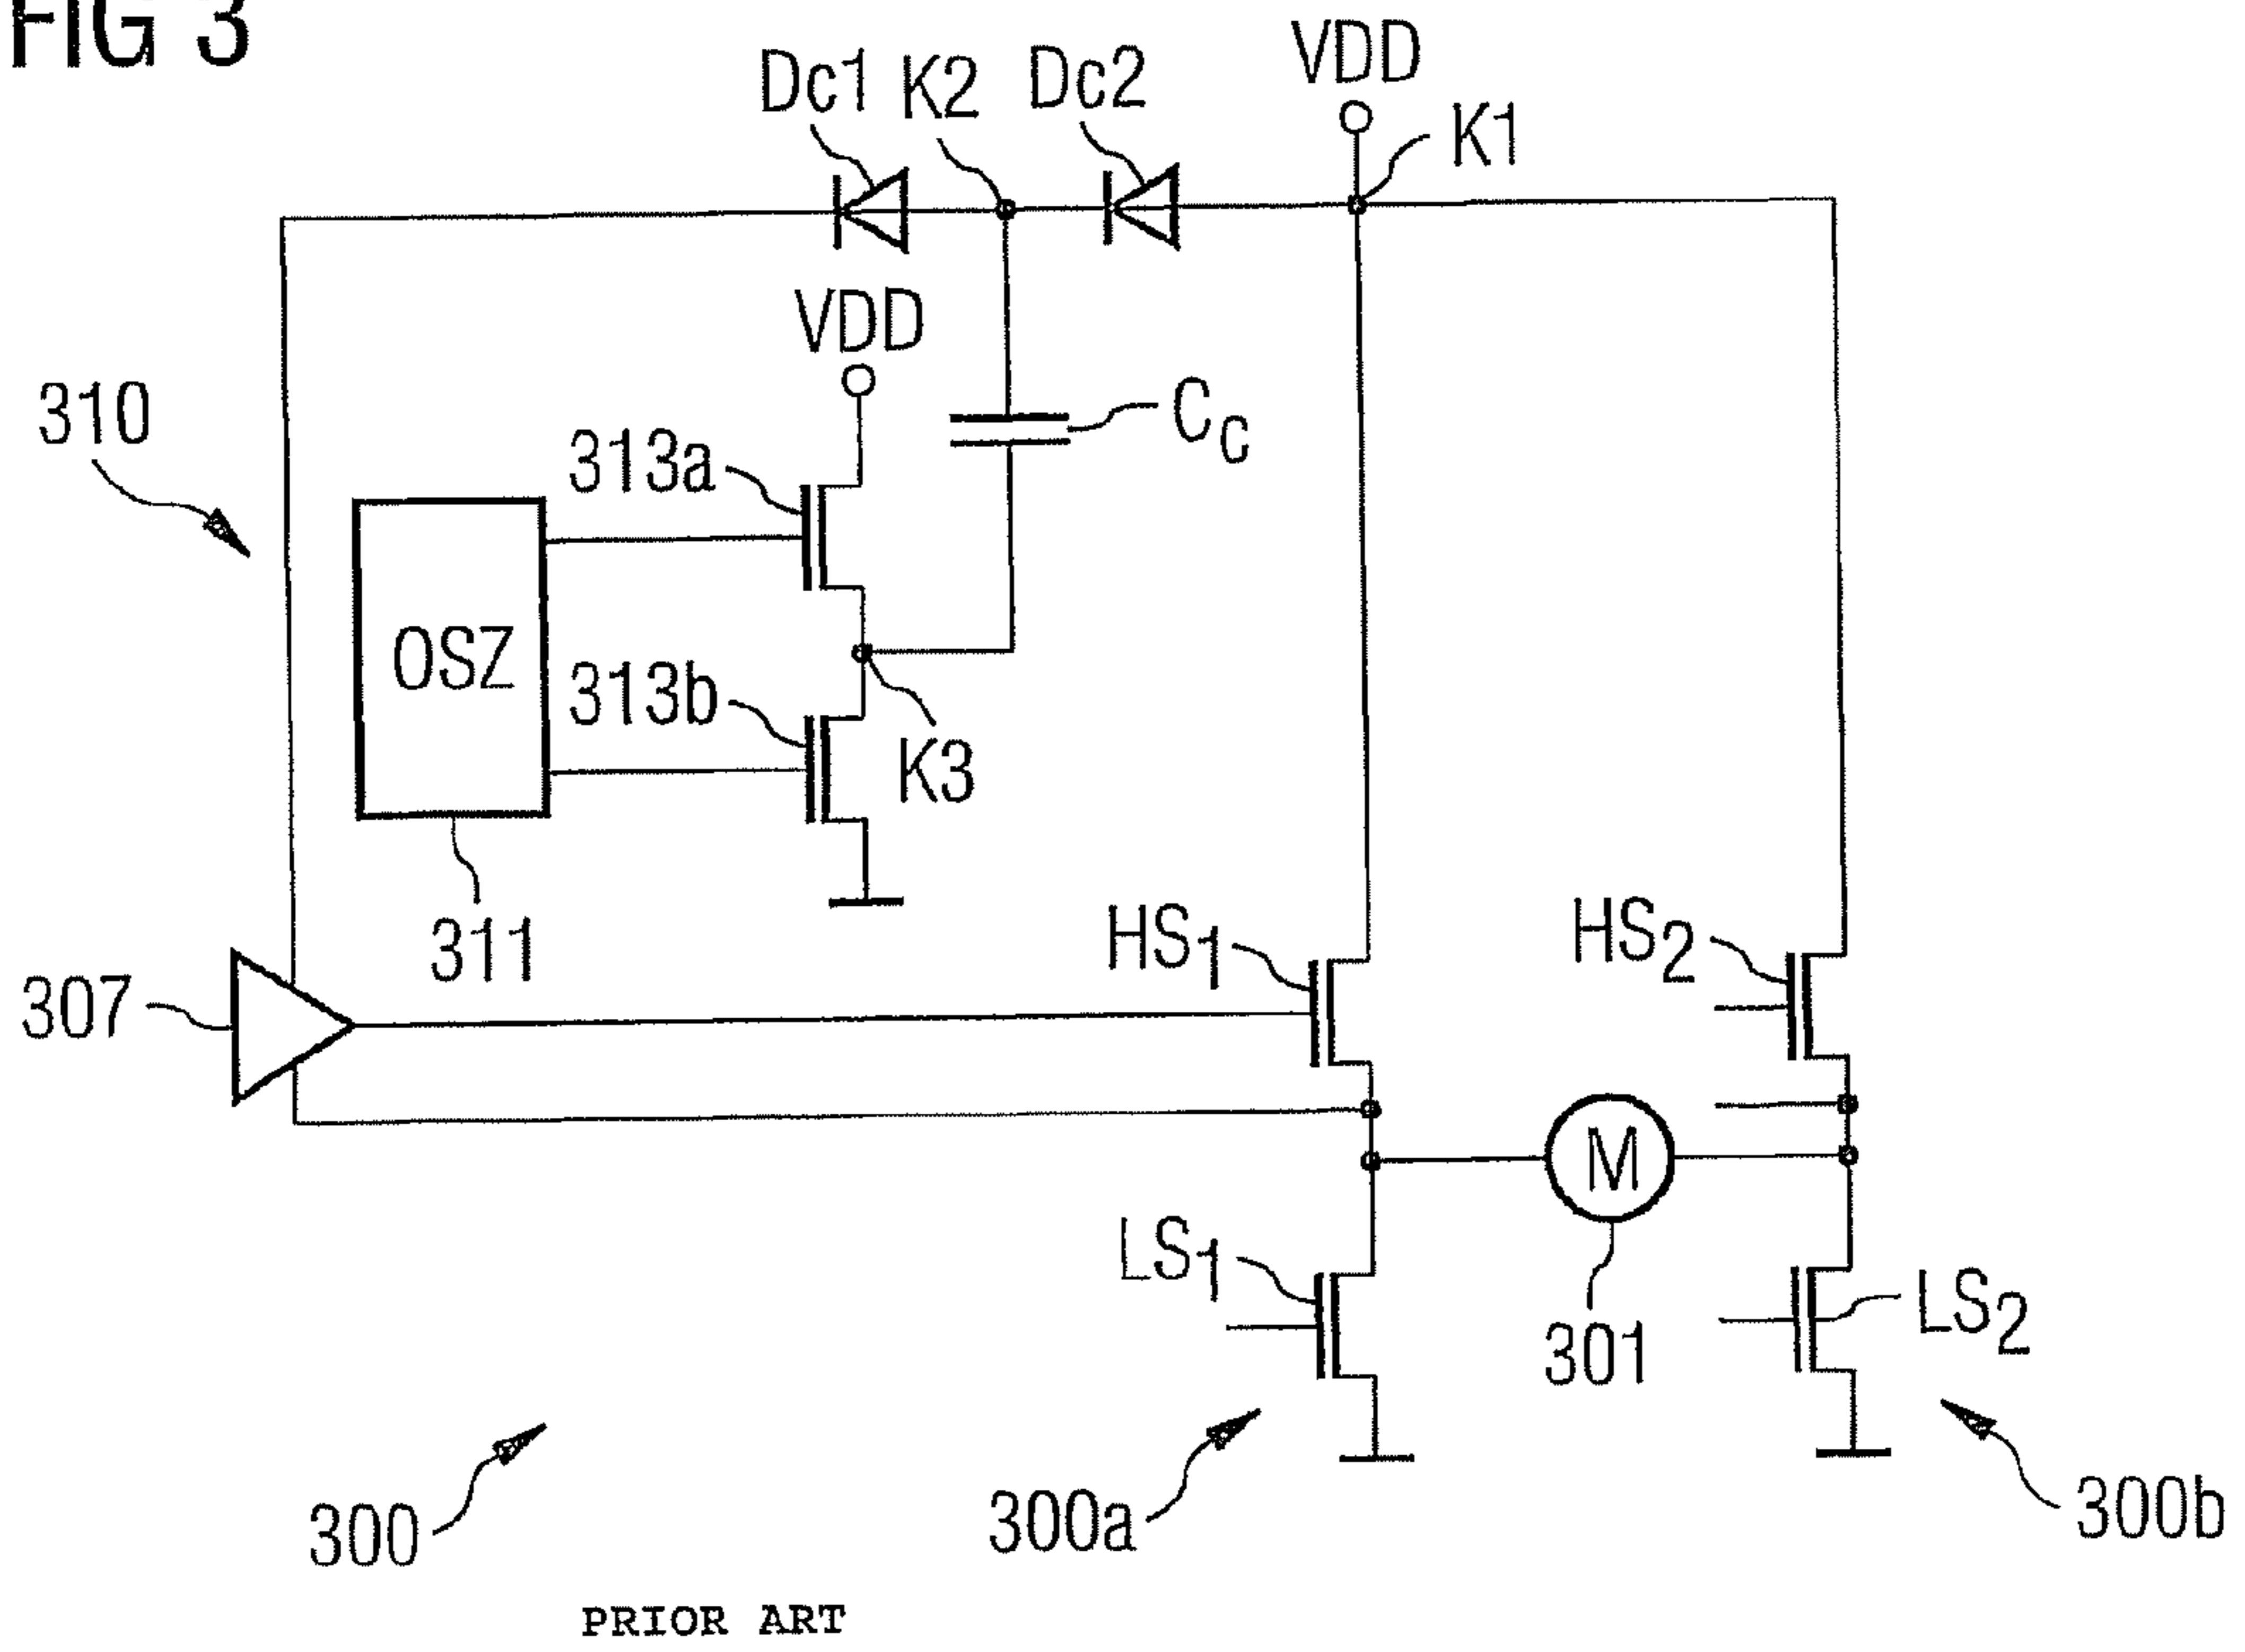 FIG 3
Dc1 K2 Dc2 VDD
K1
VDD
310
C_C
313a
OSZ
313b
K3
311
HS1
HS2
307
M
LS1
LS2
301
300
300a
300b
PRIOR ART